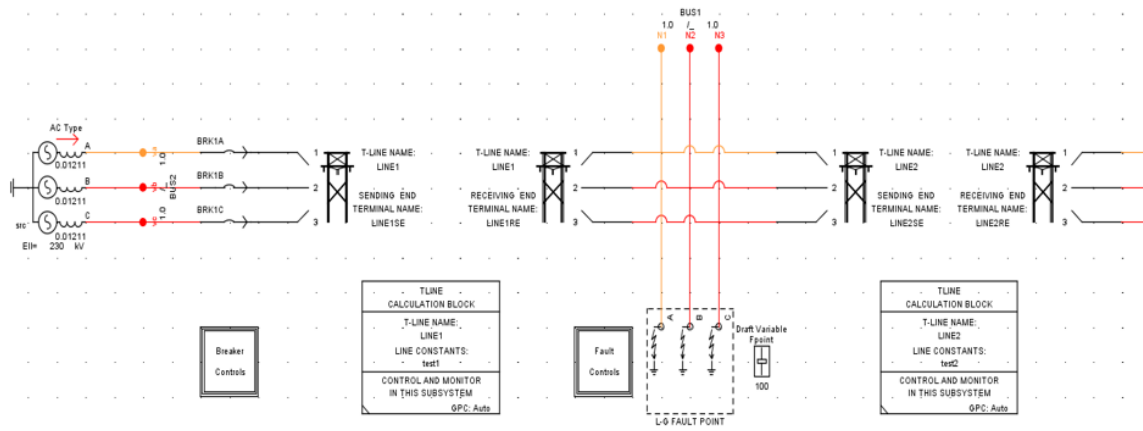 BUS1
1.0 /_ 1.0
N1 N2 N3
AC Type
A
0.01211
B
0.01211
C
0.01211
src
Ell= 230 kV
1.0
/_
1.0
BUS2
BRK1A
BRK1B
BRK1C
1
2
3
T-LINE NAME:
LINE1
SENDING END
TERMINAL NAME:
LINE1SE
T-LINE NAME:
LINE1
RECEIVING END
TERMINAL NAME:
LINE1RE
1
2
3
1
2
3
T-LINE NAME:
LINE2
SENDING END
TERMINAL NAME:
LINE2SE
T-LINE NAME:
LINE2
RECEIVING END
TERMINAL NAME:
LINE2RE
1
2
3
Breaker
Controls
TLINE
CALCULATION BLOCK
T-LINE NAME:
LINE1
LINE CONSTANTS:
test1
CONTROL AND MONITOR
IN THIS SUBSYSTEM
GPC: Auto
Fault
Controls
A B C
L-G FAULT POINT
Draft Variable
Fpoint
100
TLINE
CALCULATION BLOCK
T-LINE NAME:
LINE2
LINE CONSTANTS:
test2
CONTROL AND MONITOR
IN THIS SUBSYSTEM
GPC: Auto